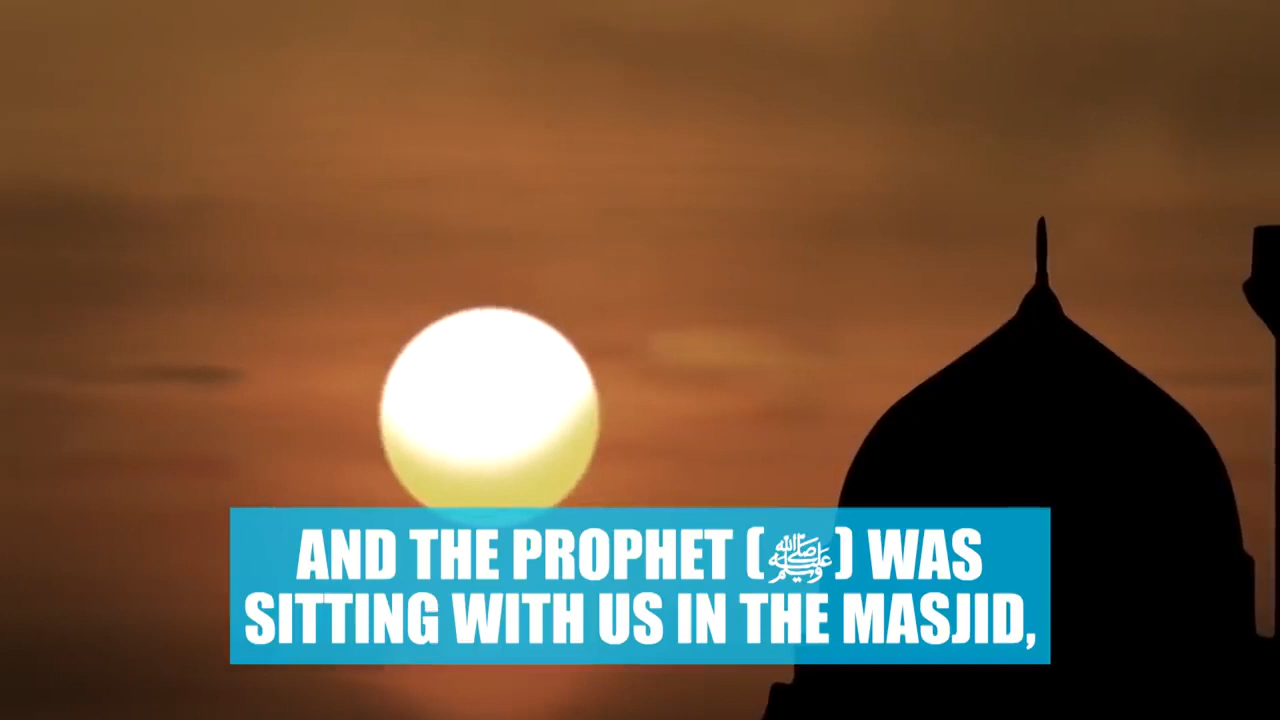 AND THE PROPHET (ﷺ) WAS
SITTING WITH US IN THE MASJID,